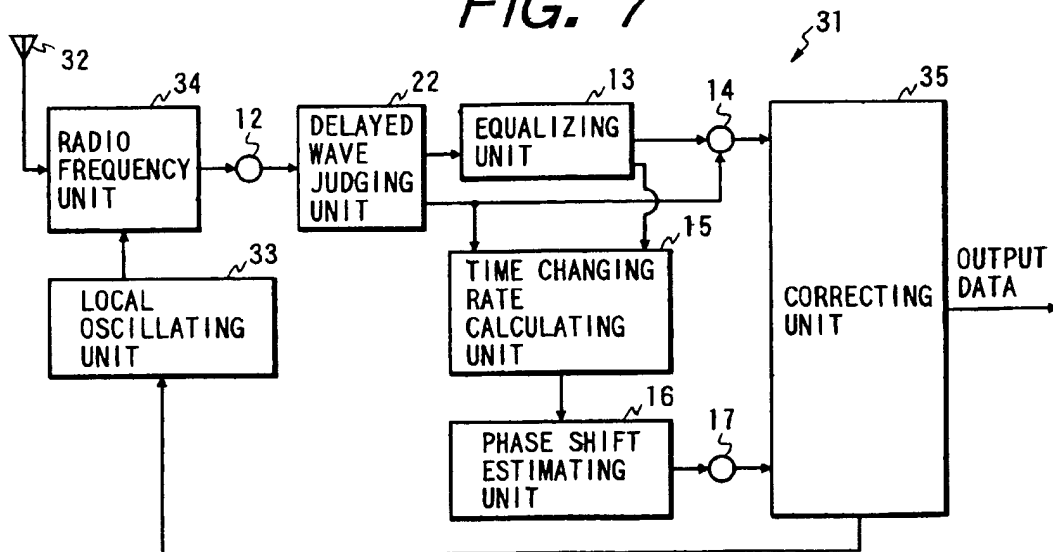 FIG. 7
31
32
34
RADIO
FREQUENCY
UNIT
12
22
DELAYED
WAVE
JUDGING
UNIT
13
EQUALIZING
UNIT
14
35
CORRECTING
UNIT
OUTPUT
DATA
33
LOCAL
OSCILLATING
UNIT
15
TIME CHANGING
RATE
CALCULATING
UNIT
16
PHASE SHIFT
ESTIMATING
UNIT
17